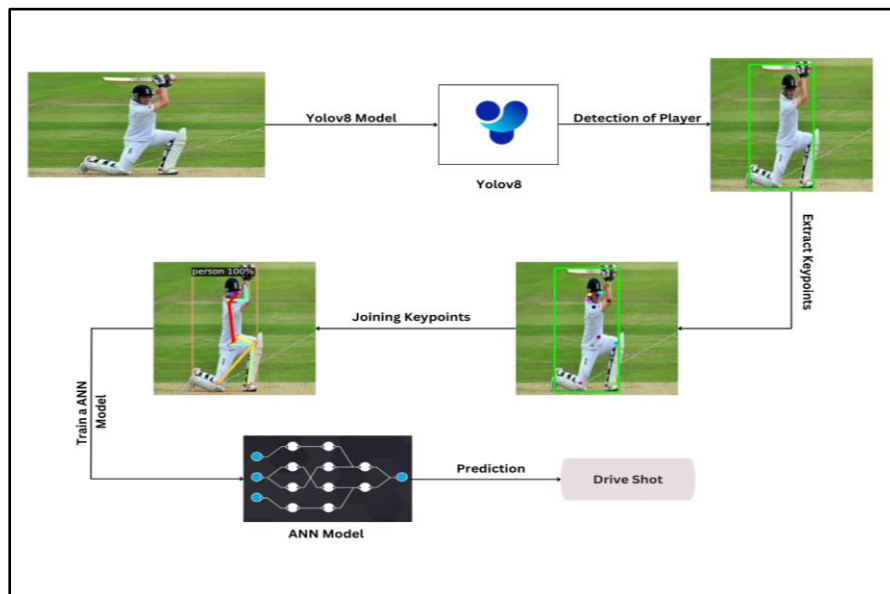 Yolov8 Model
Detection of Player
Yolov8
Extract Keypoints
person 100%
Joining Keypoints
Train a ANN
Model
Prediction
Drive Shot
ANN Model